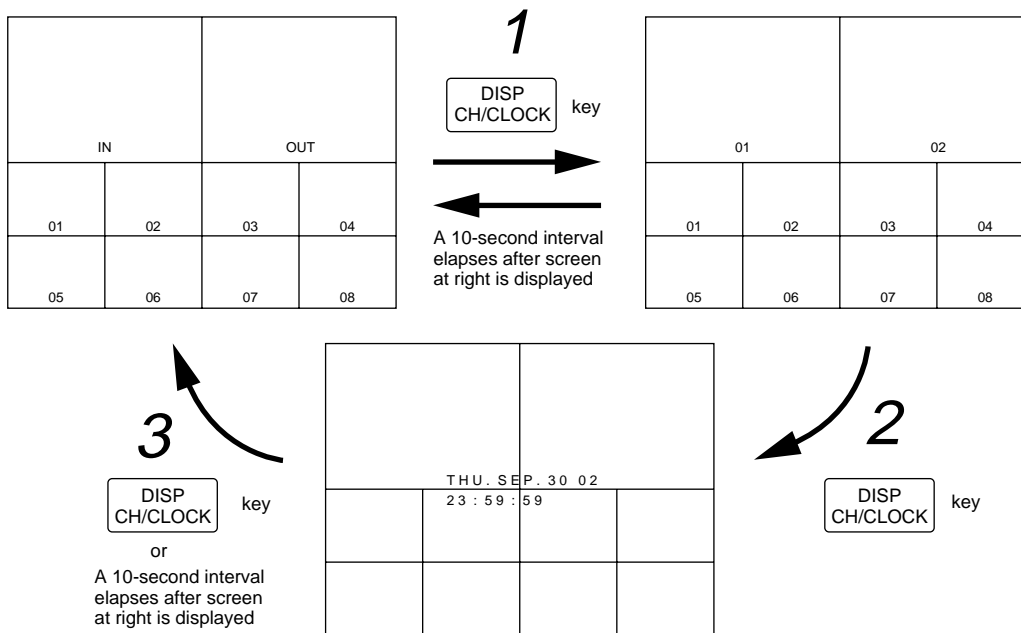 1
DISP
CH/CLOCK
key
IN OUT
01 02 03 04
05 06 07 08
A 10-second interval
elapses after screen
at right is displayed
01 02
01 02 03 04
05 06 07 08
2
DISP
CH/CLOCK
key
THU. SEP. 30 02
23 : 59 : 59
3
DISP
CH/CLOCK
key
or
A 10-second interval
elapses after screen
at right is displayed